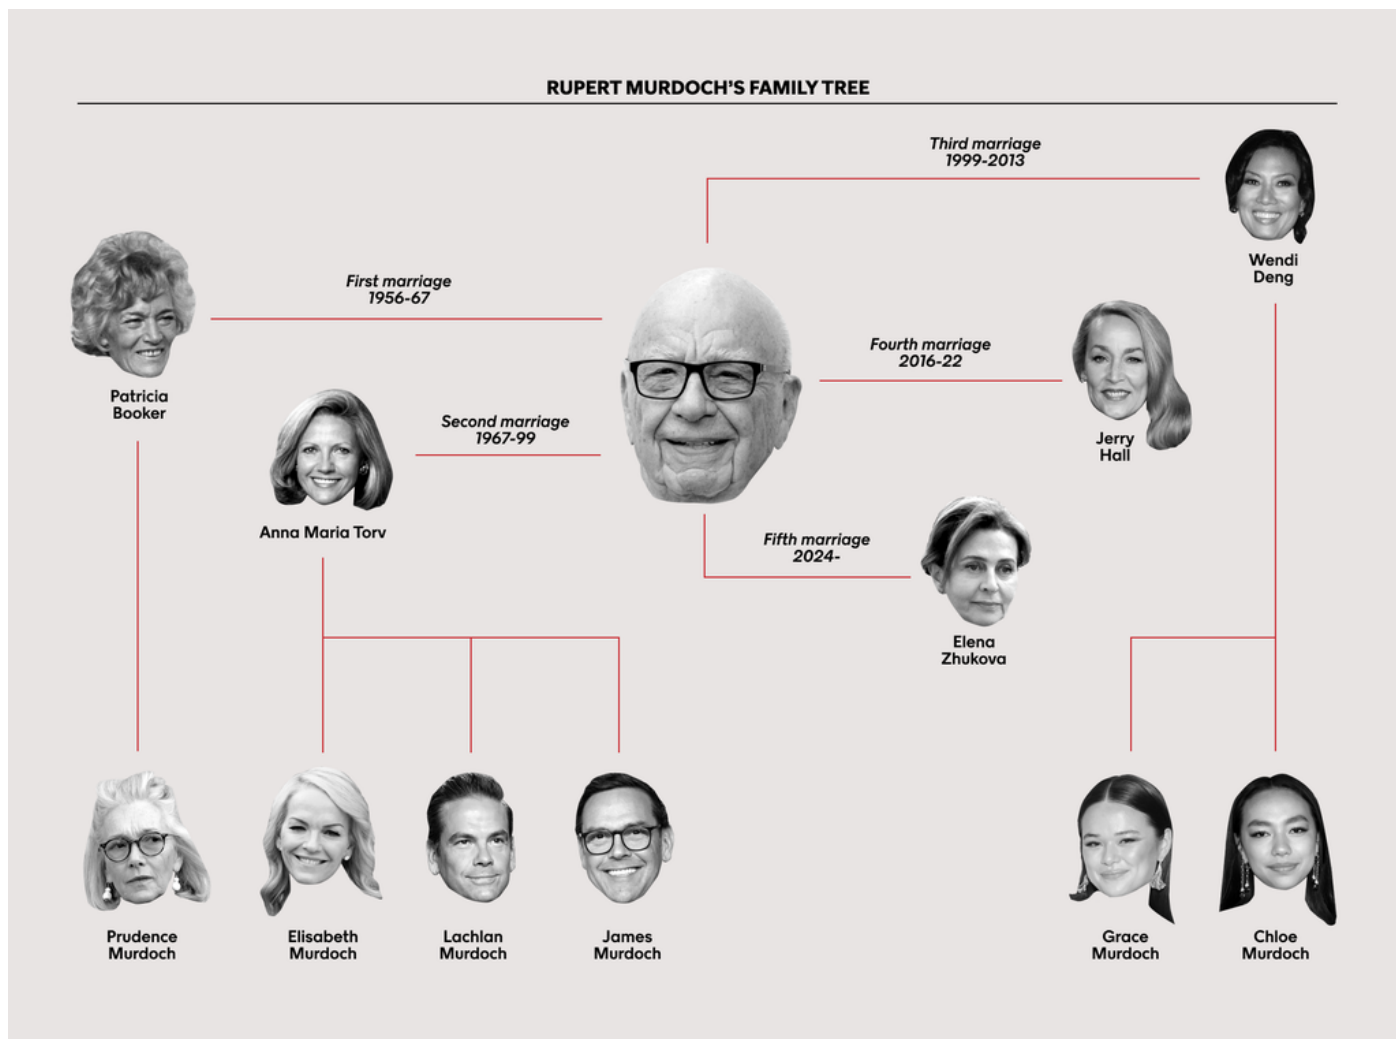 RUPERT MURDOCH'S FAMILY TREE
Third marriage
1999-2013
Wendi
Deng
First marriage
1956-67
Patricia
Booker
Fourth marriage
2016-22
Jerry
Hall
Second marriage
1967-99
Anna Maria Torv
Fifth marriage
2024-
Elena
Zhukova
Prudence
Murdoch
Elisabeth
Murdoch
Lachlan
Murdoch
James
Murdoch
Grace
Murdoch
Chloe
Murdoch